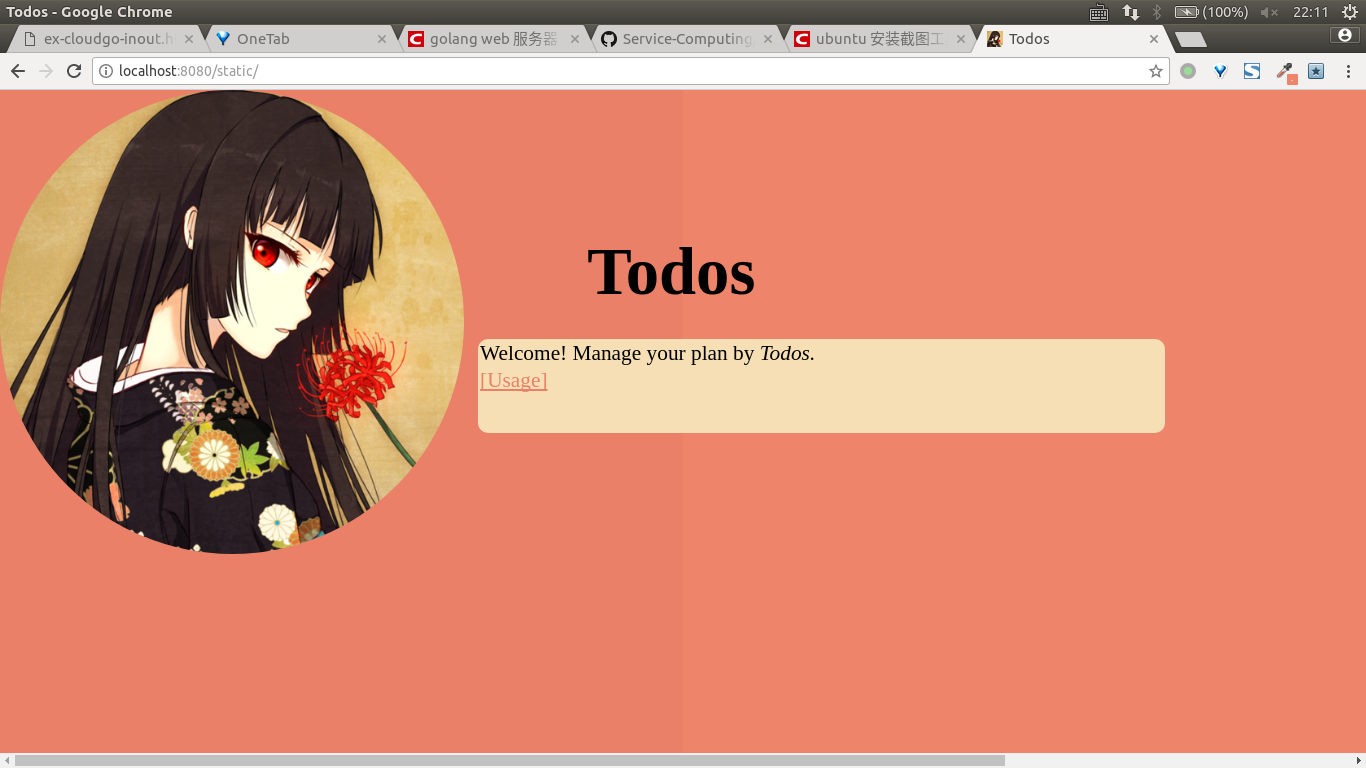 Todos - Google Chrome
(100%)
22:11
ex-cloudgo-inout.h
OneTab
golang web 服务器
Service-Computing
ubuntu 安装截图工
Todos
localhost:8080/static/
Todos
Welcome! Manage your plan by Todos.
[Usage]